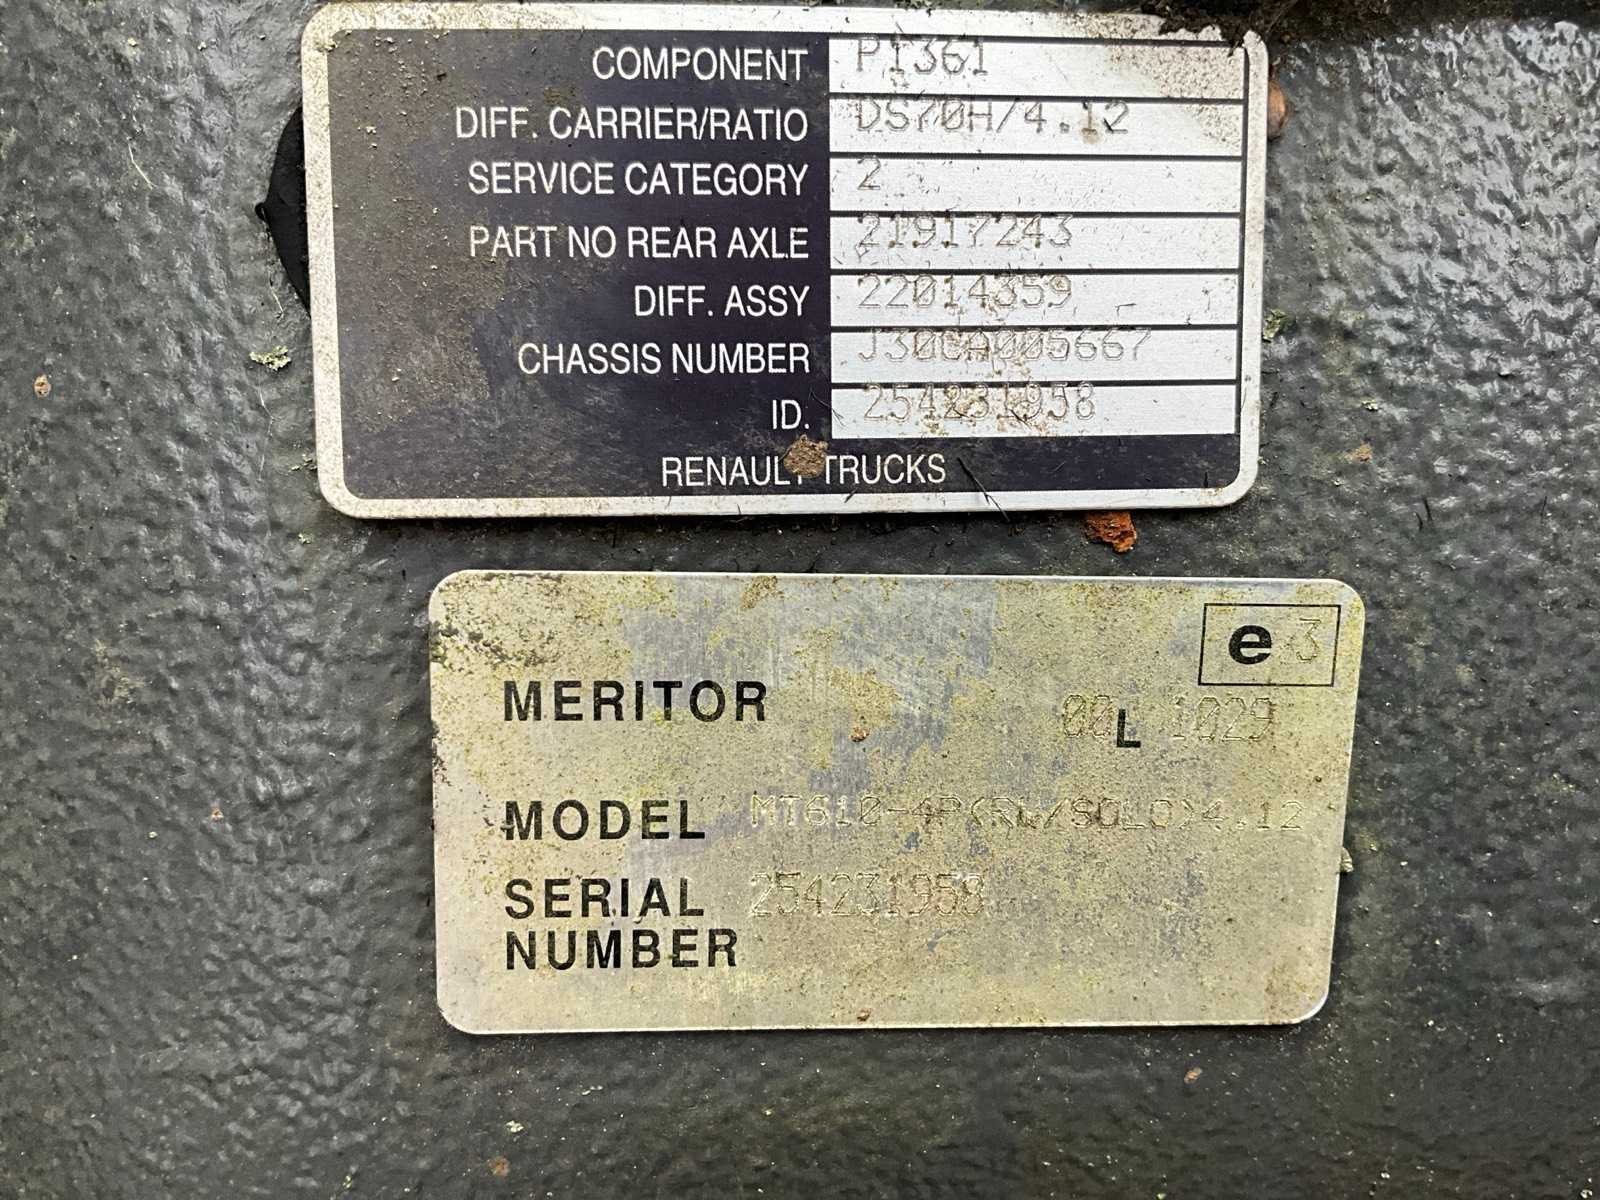 COMPONENT P1361
DIFF. CARRIER/RATIO DS70H/4.12
SERVICE CATEGORY 2
PART NO REAR AXLE 21917243
DIFF. ASSY 22014359
CHASSIS NUMBER J30CA005667
ID. 254231958
RENAULT TRUCKS
e 3
MERITOR 00L 1029
MODEL MT610-4P(RW/SOLO)4.12
SERIAL 254231958
NUMBER